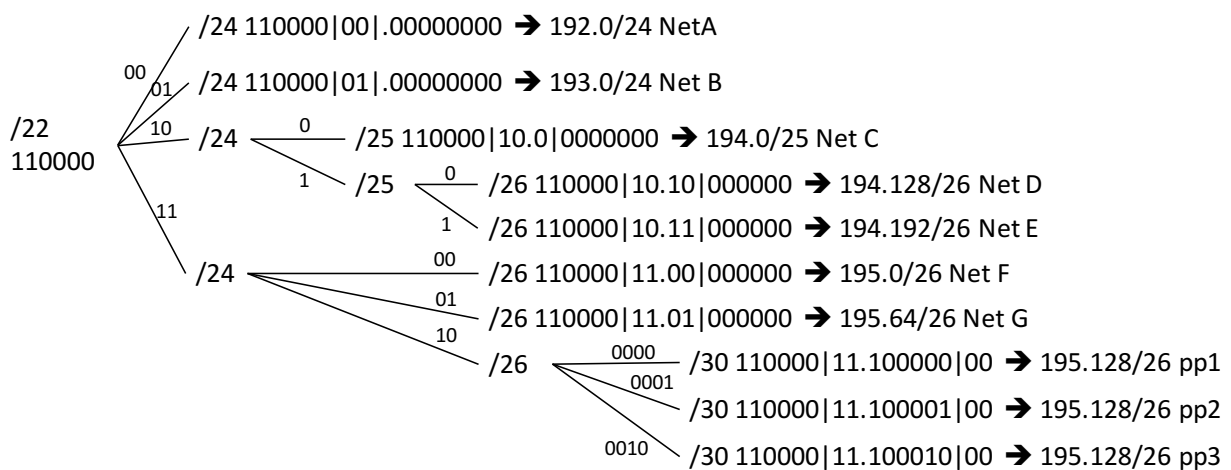 /24 110000|00|.00000000 ➔ 192.0/24 NetA
00
01
/24 110000|01|.00000000 ➔ 193.0/24 Net B
/22
110000
10
/24
0
/25 110000|10.0|0000000 ➔ 194.0/25 Net C
1
/25
0
/26 110000|10.10|000000 ➔ 194.128/26 Net D
1
/26 110000|10.11|000000 ➔ 194.192/26 Net E
11
/24
00
/26 110000|11.00|000000 ➔ 195.0/26 Net F
01
/26 110000|11.01|000000 ➔ 195.64/26 Net G
10
/26
0000
/30 110000|11.100000|00 ➔ 195.128/26 pp1
0001
/30 110000|11.100001|00 ➔ 195.128/26 pp2
0010
/30 110000|11.100010|00 ➔ 195.128/26 pp3